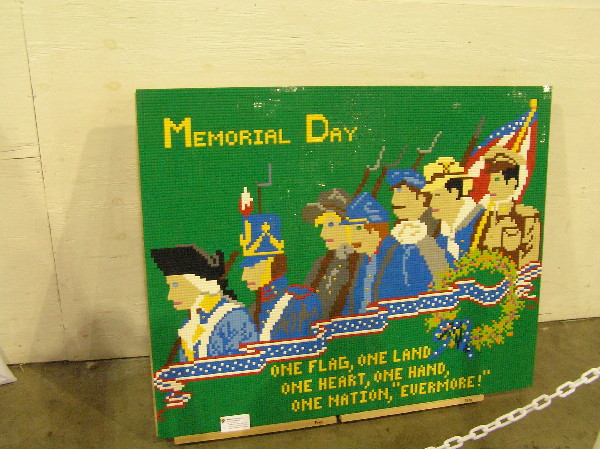 MEMORIAL DAY
ONE FLAG, ONE LAND
ONE HEART, ONE HAND,
ONE NATION, "EVERMORE!"